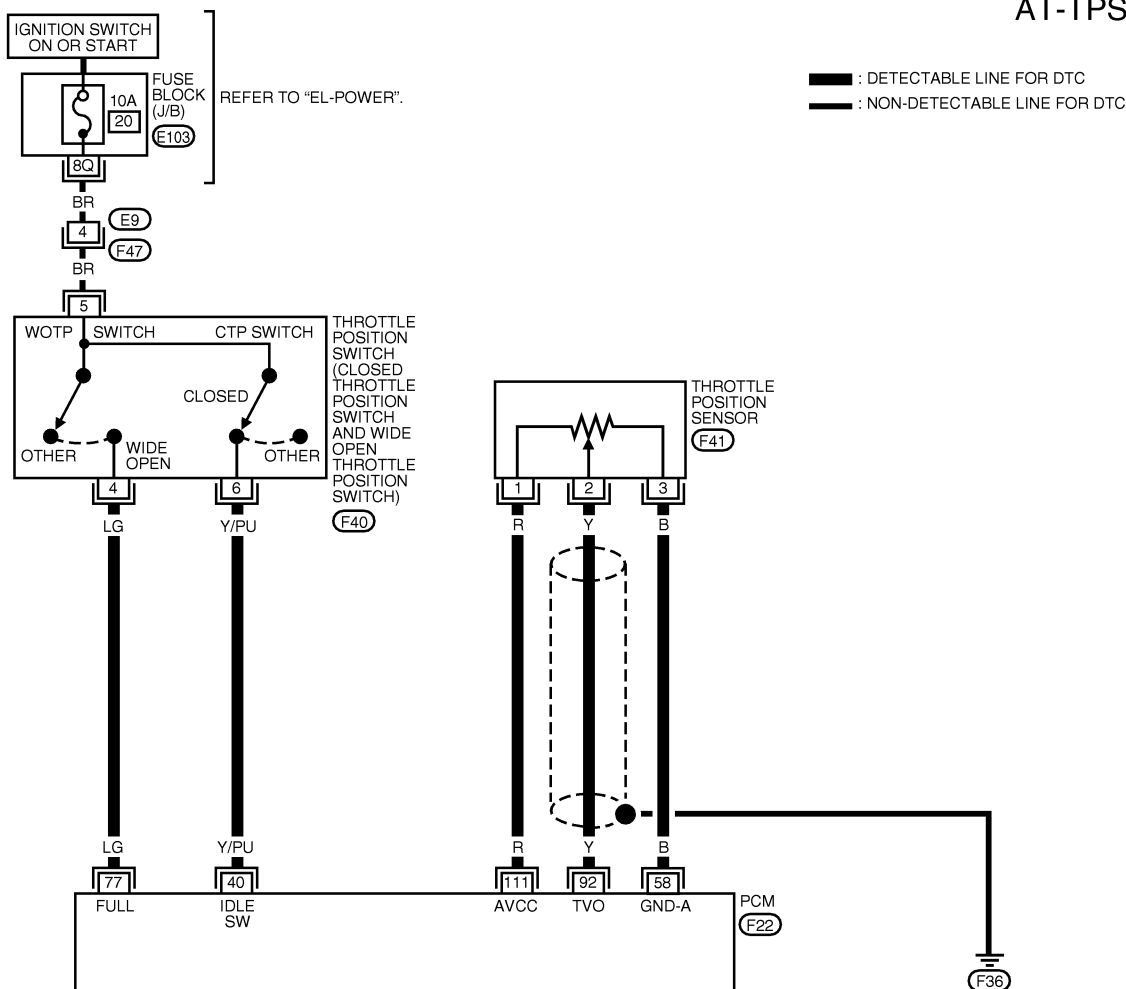 AT-TPS
IGNITION SWITCH
ON OR START
FUSE
BLOCK
(J/B)
10A
20
E103
REFER TO “EL-POWER”.
: DETECTABLE LINE FOR DTC
: NON-DETECTABLE LINE FOR DTC
8Q
BR
E9
4
F47
BR
5
WOTP SWITCH
CTP SWITCH
CLOSED
OTHER
WIDE
OPEN
OTHER
THROTTLE
POSITION
SWITCH
(CLOSED
THROTTLE
POSITION
SWITCH
AND WIDE
OPEN
THROTTLE
POSITION
SWITCH)
F40
THROTTLE
POSITION
SENSOR
F41
4
6
1
2
3
LG
Y/PU
R
Y
B
LG
Y/PU
R
Y
B
77
40
111
92
58
FULL
IDLE
SW
AVCC
TVO
GND-A
PCM
F22
F36